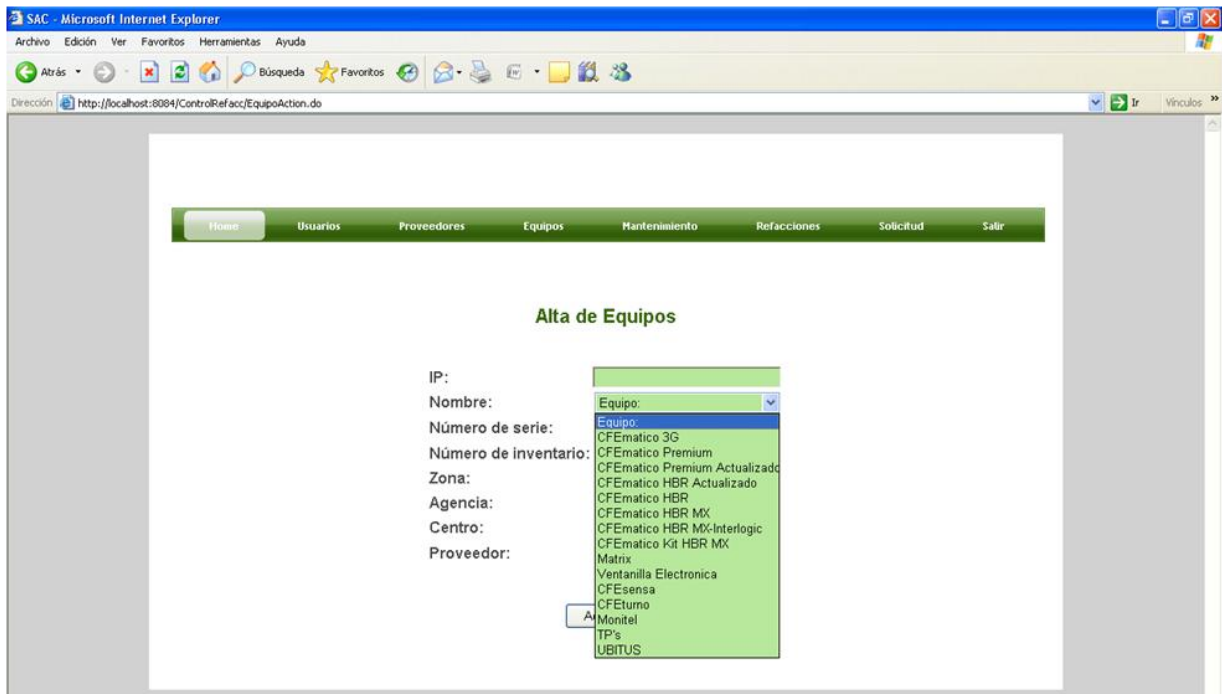 SAC - Microsoft Internet Explorer
Archivo Edición Ver Favoritos Herramientas Ayuda
Atrás Búsqueda Favoritos
Dirección http://localhost:8084/ControlRefacc/EquipoAction.do Ir Vínculos »
Home Usuarios Proveedores Equipos Mantenimiento Refacciones Solicitud Salir
Alta de Equipos
IP:
Nombre: Equipo:
Número de serie:
Número de inventario:
Zona:
Agencia:
Centro:
Proveedor:
Equipo:
CFEmatico 3G
CFEmatico Premium
CFEmatico Premium Actualizado
CFEmatico HBR Actualizado
CFEmatico HBR
CFEmatico HBR MX
CFEmatico HBR MX-Interlogic
CFEmatico Kit HBR MX
Matrix
Ventanilla Electronica
CFEsensa
CFEturno
Monitel
TP's
UBITUS